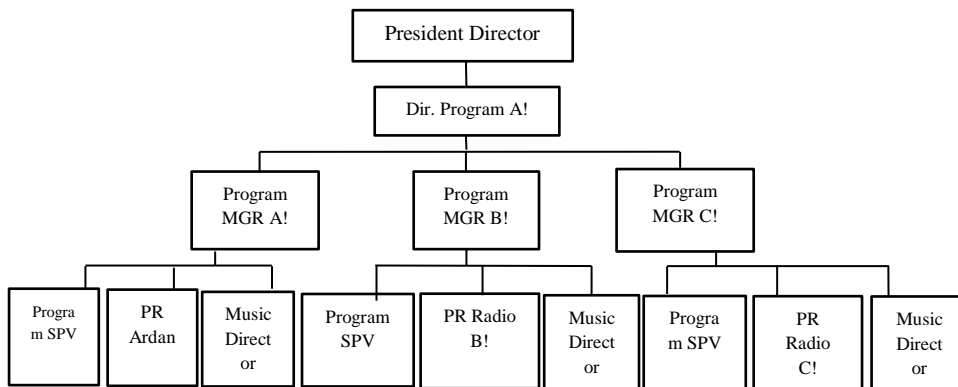 President Director
Dir. Program A!
Program
MGR A!
Program
MGR B!
Program
MGR C!
Progra
m SPV
PR
Ardan
Music
Direct
or
Program
SPV
PR Radio
B!
Music
Direct
or
Progra
m SPV
PR
Radio
C!
Music
Direct
or